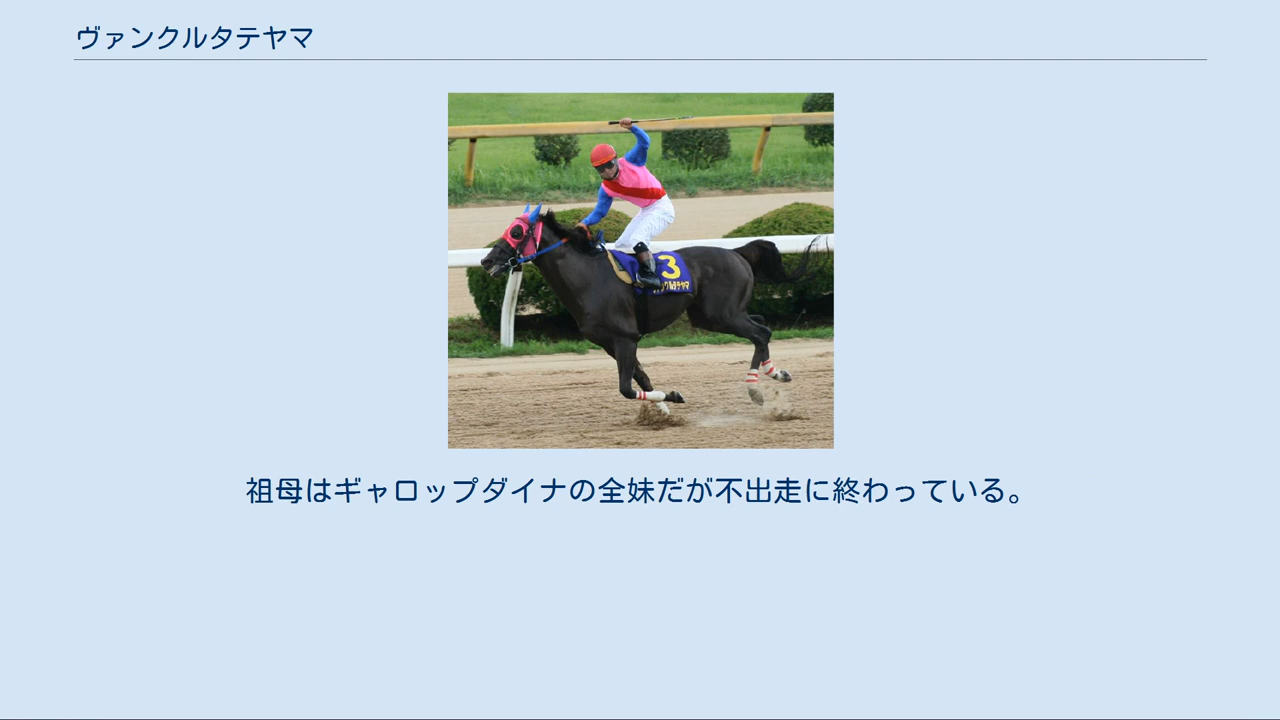 ヴァンクルタテヤマ
3
祖母はギャロップダイナの全妹だが不出走に終わっている。